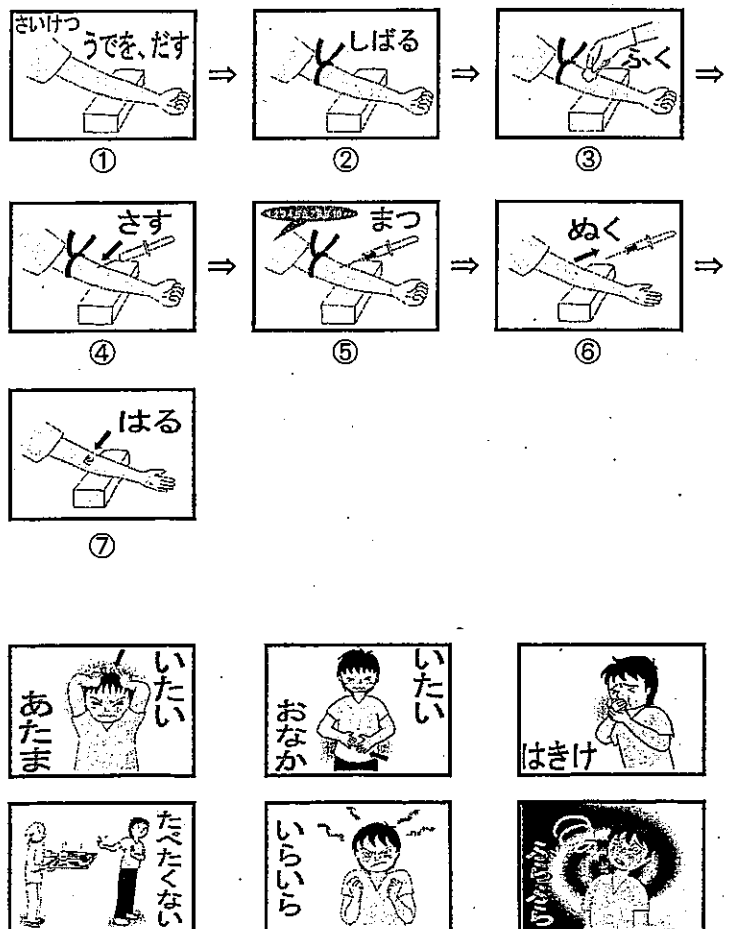 さいけつ
うでを、だす
⇒
しばる
⇒
ふく
⇒
①
②
③
さす
⇒
まつ
⇒
ぬく
⇒
④
⑤
⑥
はる
⑦
いたい
あたま
いたい
おなか
はきけ
たべたくない
いらいら